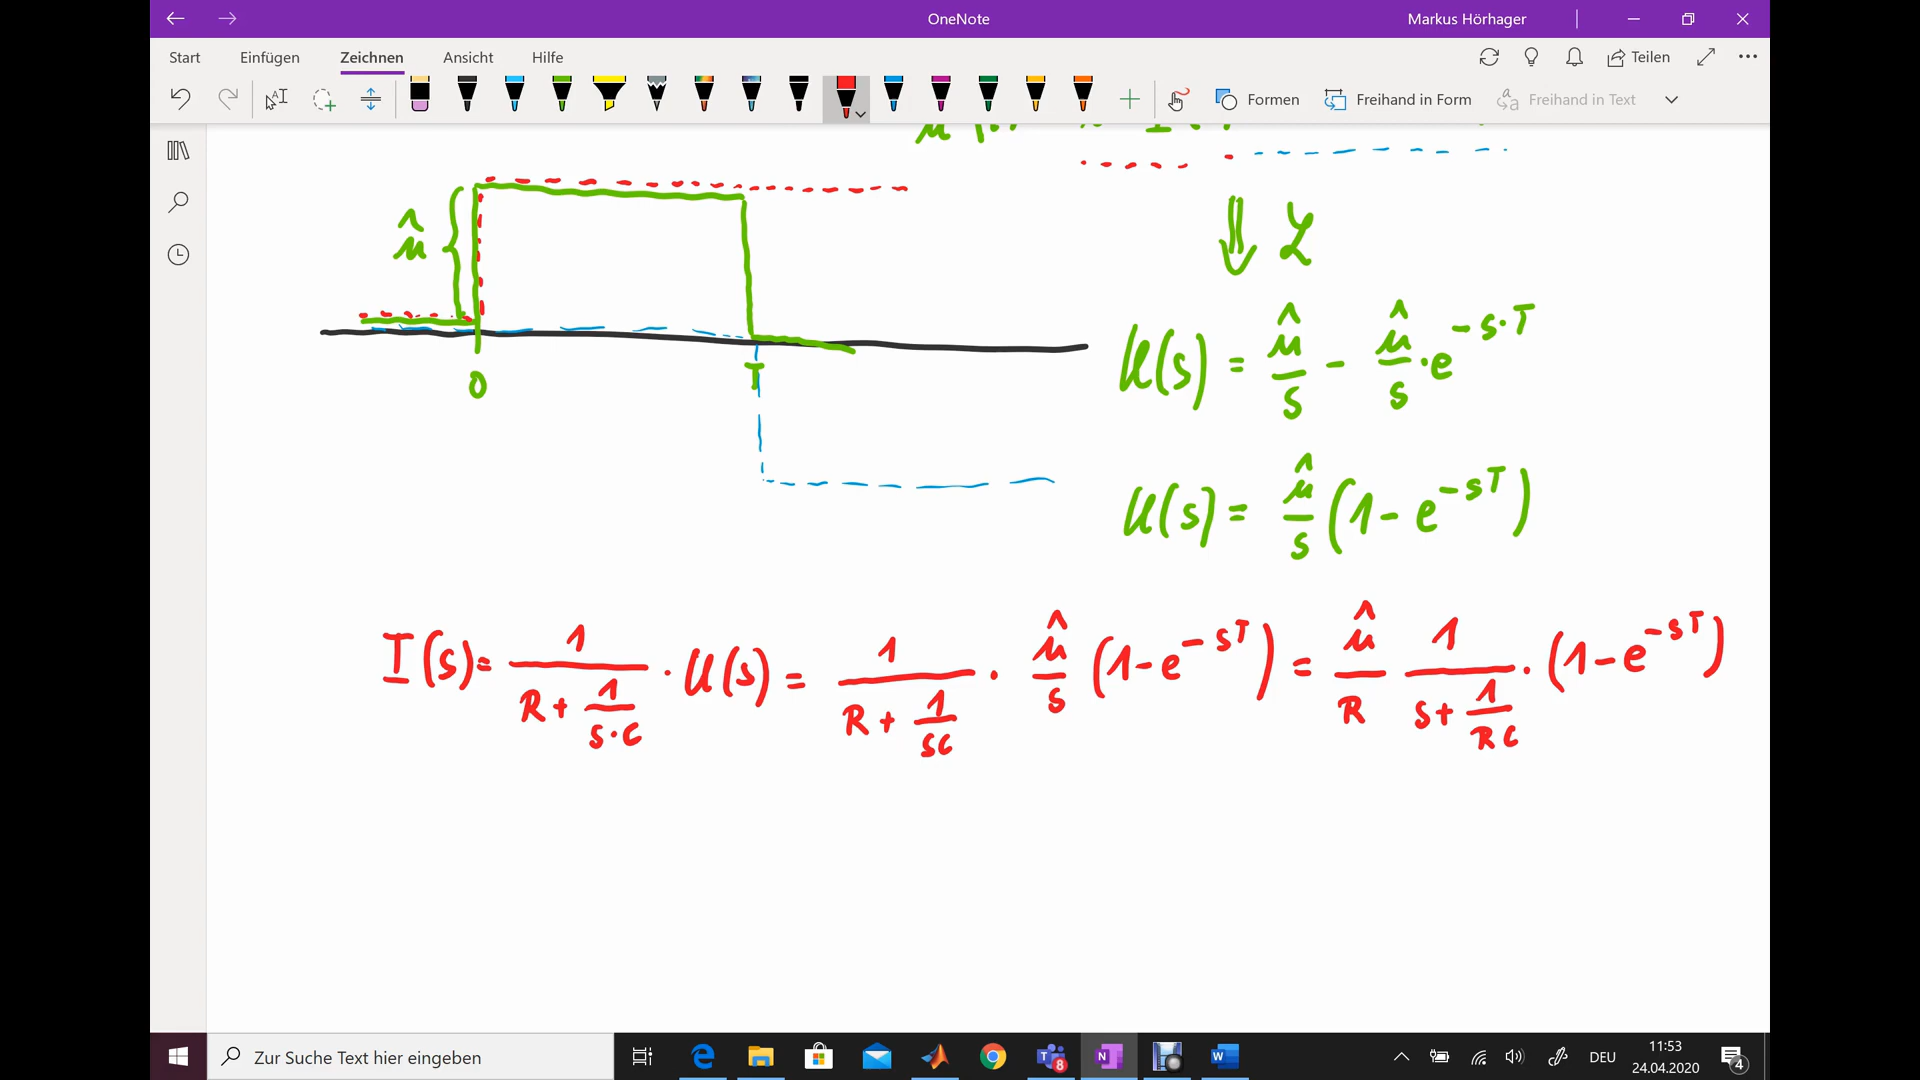 OneNote
Markus Hörhager
Start Einfügen Zeichnen Ansicht Hilfe
Teilen
Formen Freihand in Form Freihand in Text
û
0 T
ℒ
U(s) = û/s - û/s · e^(-s·T)
U(s) = û/s (1 - e^(-sT))
I(s) = 1/(R + 1/(s·C)) · U(s) = 1/(R + 1/(sC)) · û/s (1 - e^(-sT)) = û/R 1/(s + 1/(RC)) · (1 - e^(-sT))
Zur Suche Text hier eingeben
8
DEU
11:53
24.04.2020
4